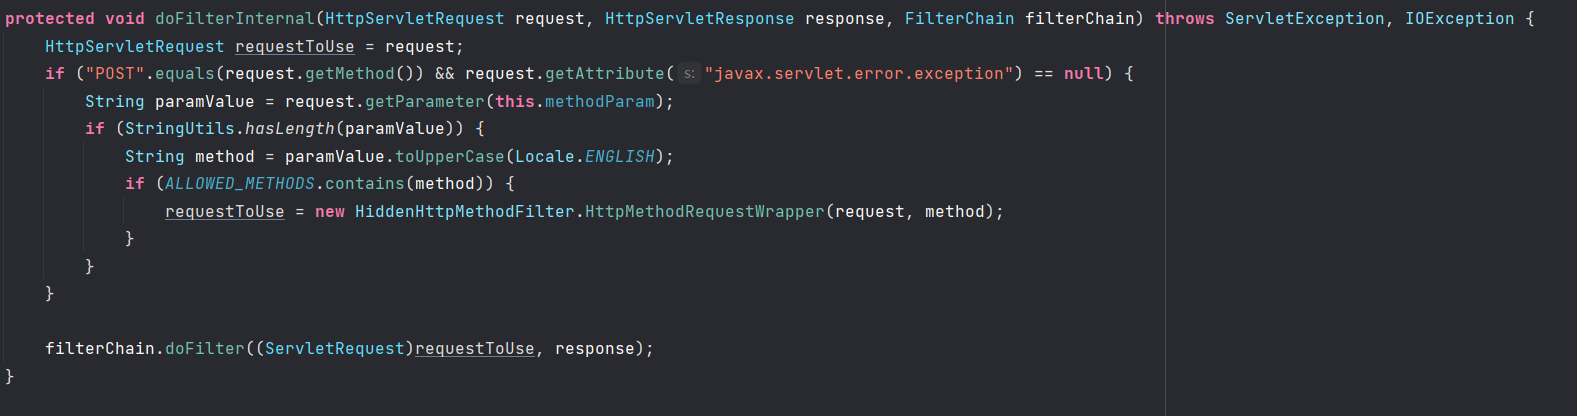 protected void doFilterInternal(HttpServletRequest request, HttpServletResponse response, FilterChain filterChain) throws ServletException, IOException {
    HttpServletRequest requestToUse = request;
    if ("POST".equals(request.getMethod()) && request.getAttribute( s: "javax.servlet.error.exception") == null) {
        String paramValue = request.getParameter(this.methodParam);
        if (StringUtils.hasLength(paramValue)) {
            String method = paramValue.toUpperCase(Locale.ENGLISH);
            if (ALLOWED_METHODS.contains(method)) {
                requestToUse = new HiddenHttpMethodFilter.HttpMethodRequestWrapper(request, method);
            }
        }
    }

    filterChain.doFilter((ServletRequest)requestToUse, response);
}